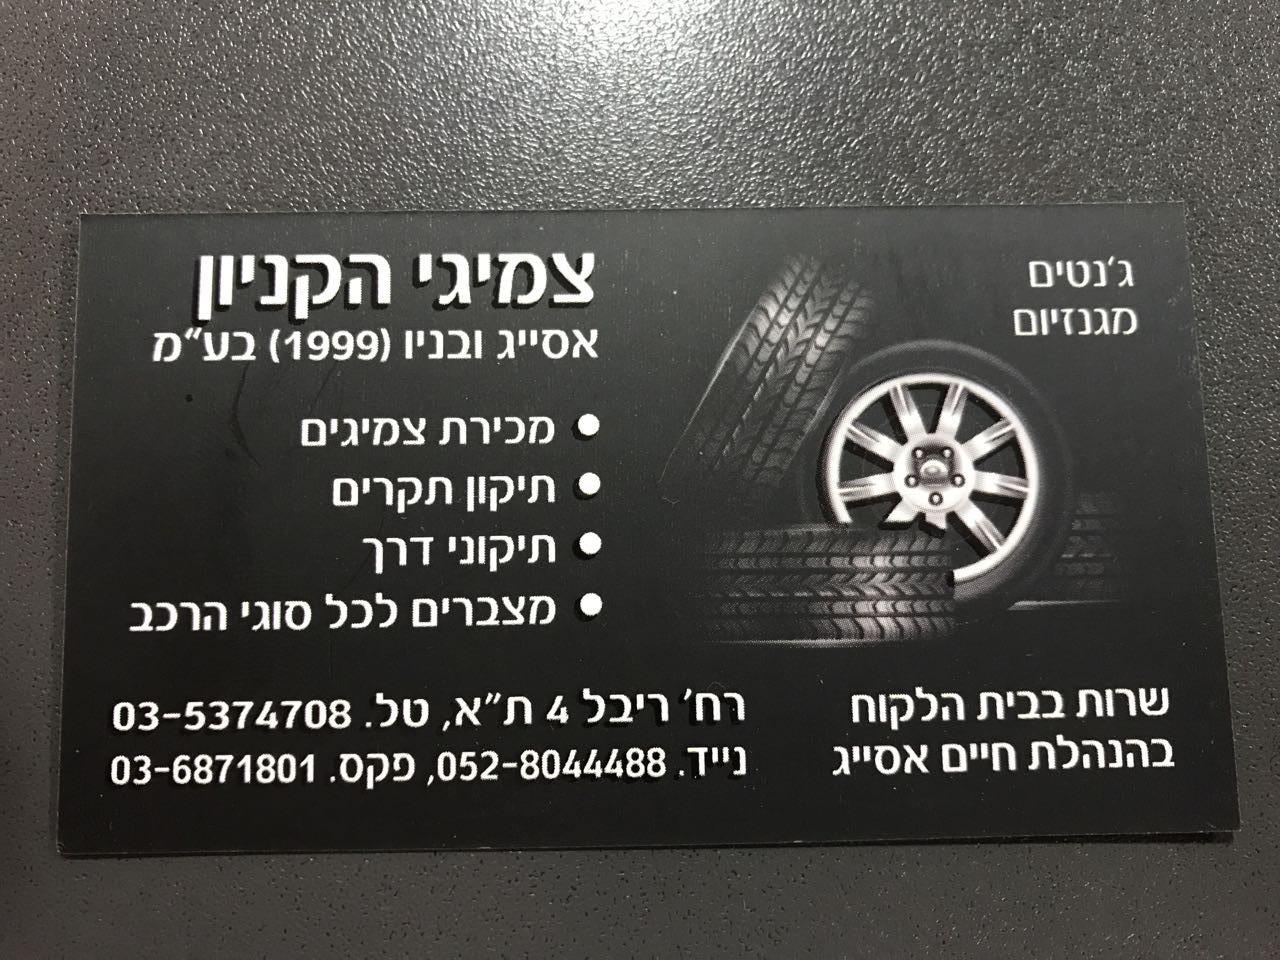 צמיגי הקניון
אסייג ובניו (1999) בע"מ
ג'נטים
מגנזיום
• מכירת צמיגים
• תיקון תקרים
• תיקוני דרך
• מצברים לכל סוגי הרכב
שרות בבית הלקוח
בהנהלת חיים אסייג
רח' ריבל 4 ת"א, טל. 03-5374708
נייד. 052-8044488, פקס. 03-6871801